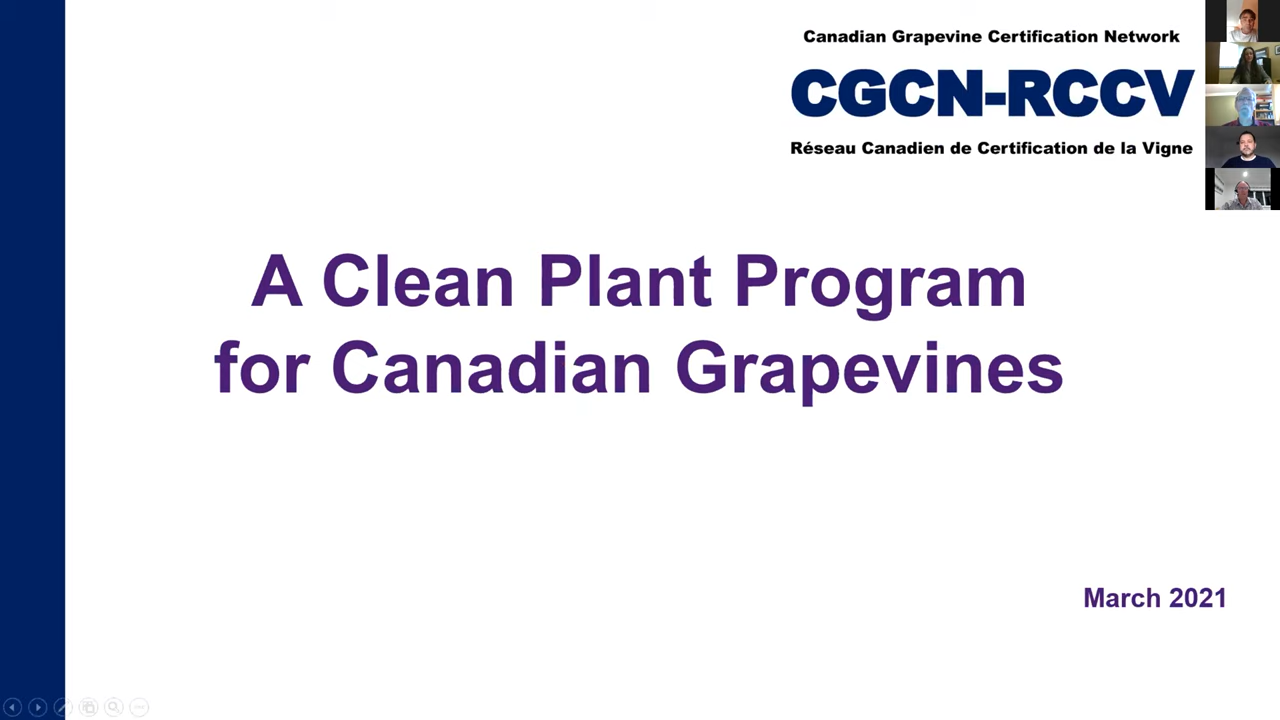 Canadian Grapevine Certification Network
CGCN-RCCV
Réseau Canadien de Certification de la Vigne
A Clean Plant Program
for Canadian Grapevines
March 2021